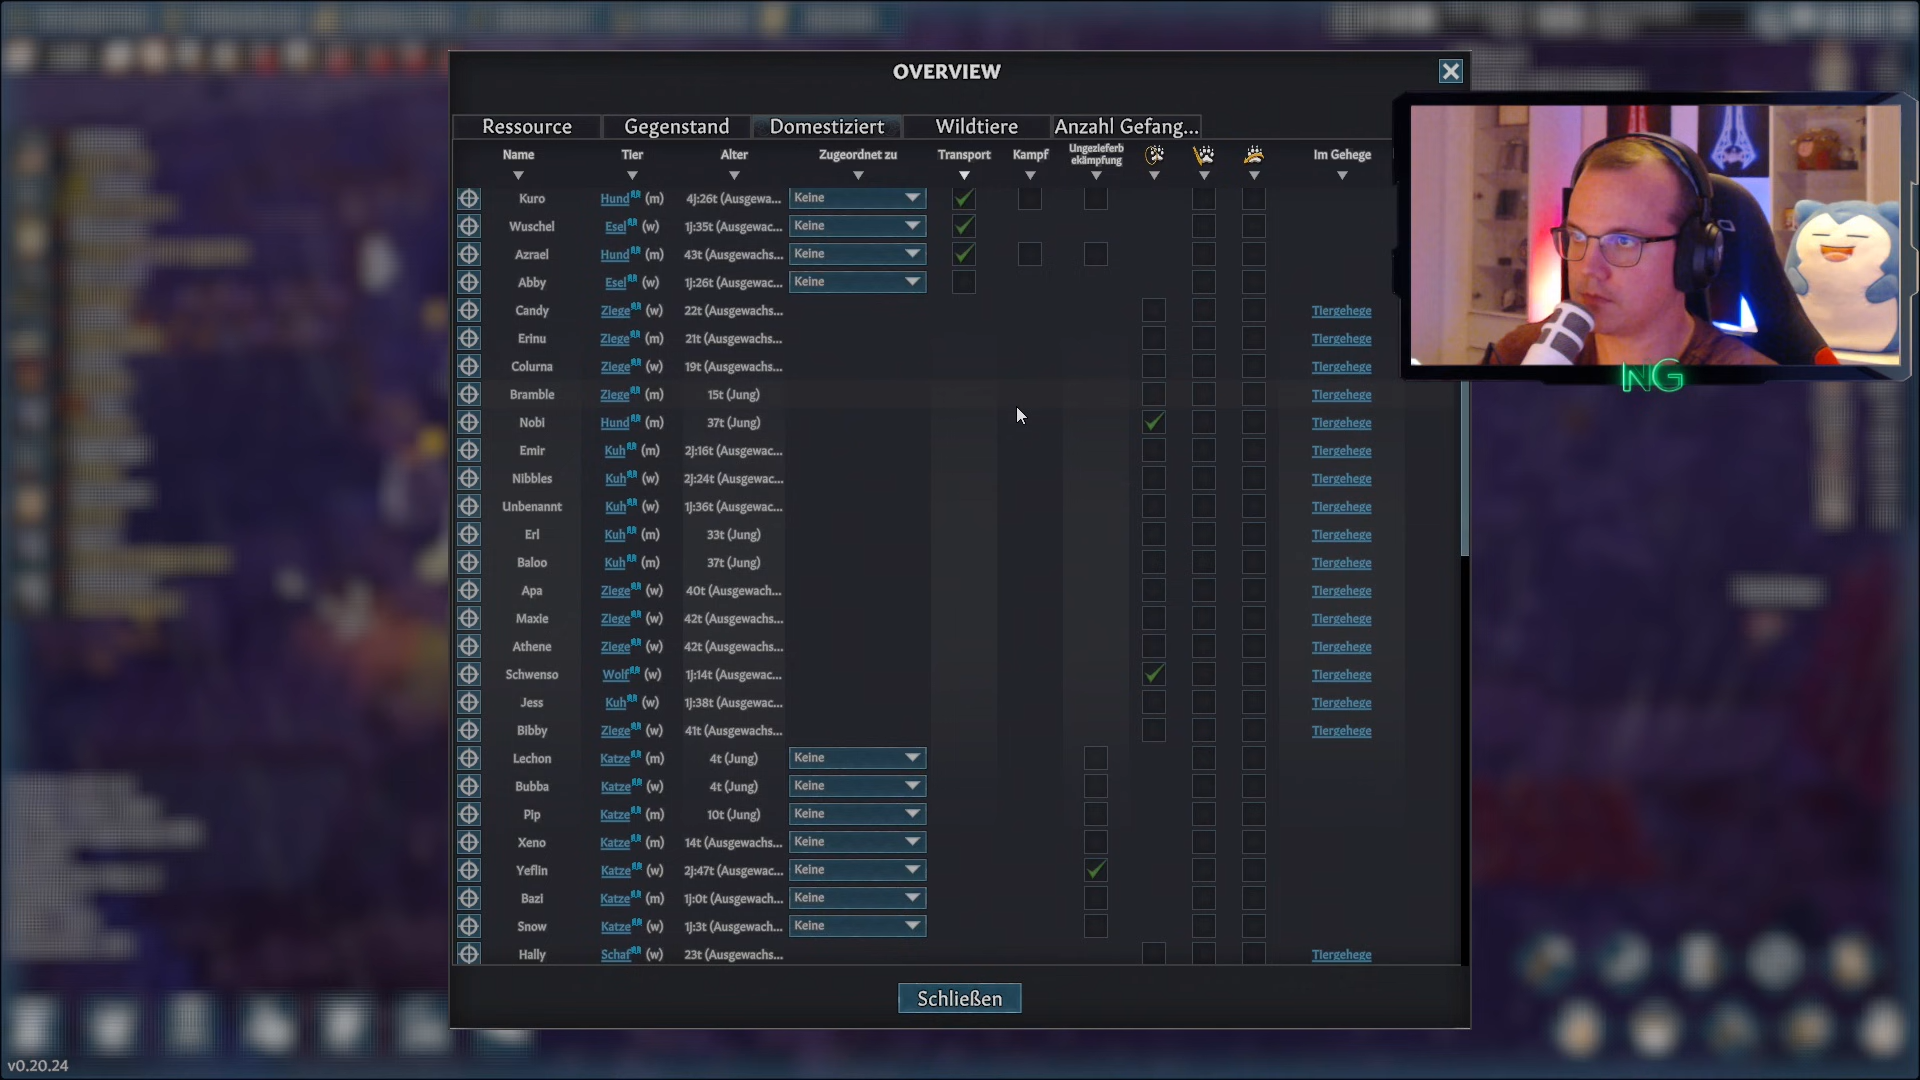 OVERVIEW
Ressource Gegenstand Domestiziert Wildtiere Anzahl Gefang...
Name Tier Alter Zugeordnet zu Transport Kampf Ungezieferb ekämpfung Im Gehege
Kuro Hund (m) 4j:26t (Ausgewa... Keine
Wuschel Esel (w) 1j:35t (Ausgewac... Keine
Azrael Hund (m) 43t (Ausgewachs... Keine
Abby Esel (w) 1j:26t (Ausgewac... Keine
Candy Ziege (w) 22t (Ausgewachs... Tiergehege
Erinu Ziege (m) 21t (Ausgewachs... Tiergehege
Colurna Ziege (w) 19t (Ausgewachs... Tiergehege
Bramble Ziege (m) 15t (Jung) Tiergehege
Nobi Hund (m) 37t (Jung) Tiergehege
Emir Kuh (m) 2j:16t (Ausgewac... Tiergehege
Nibbles Kuh (w) 2j:24t (Ausgewac... Tiergehege
Unbenannt Kuh (w) 1j:36t (Ausgewac... Tiergehege
Erl Kuh (m) 33t (Jung) Tiergehege
Baloo Kuh (m) 37t (Jung) Tiergehege
Apa Ziege (w) 40t (Ausgewach... Tiergehege
Maxie Ziege (w) 42t (Ausgewachs... Tiergehege
Athene Ziege (w) 42t (Ausgewachs... Tiergehege
Schwenso Wolf (w) 1j:14t (Ausgewac... Tiergehege
Jess Kuh (w) 1j:38t (Ausgewac... Tiergehege
Bibby Ziege (w) 41t (Ausgewachs... Tiergehege
Lechon Katze (m) 4t (Jung) Keine
Bubba Katze (w) 4t (Jung) Keine
Pip Katze (m) 10t (Jung) Keine
Xeno Katze (m) 14t (Ausgewachs... Keine
Yeflin Katze (w) 2j:47t (Ausgewac... Keine
Bazi Katze (m) 1j:0t (Ausgewach... Keine
Snow Katze (w) 1j:3t (Ausgewach... Keine
Hally Schaf (w) 23t (Ausgewachs... Tiergehege
Schließen
NG
v0.20.24